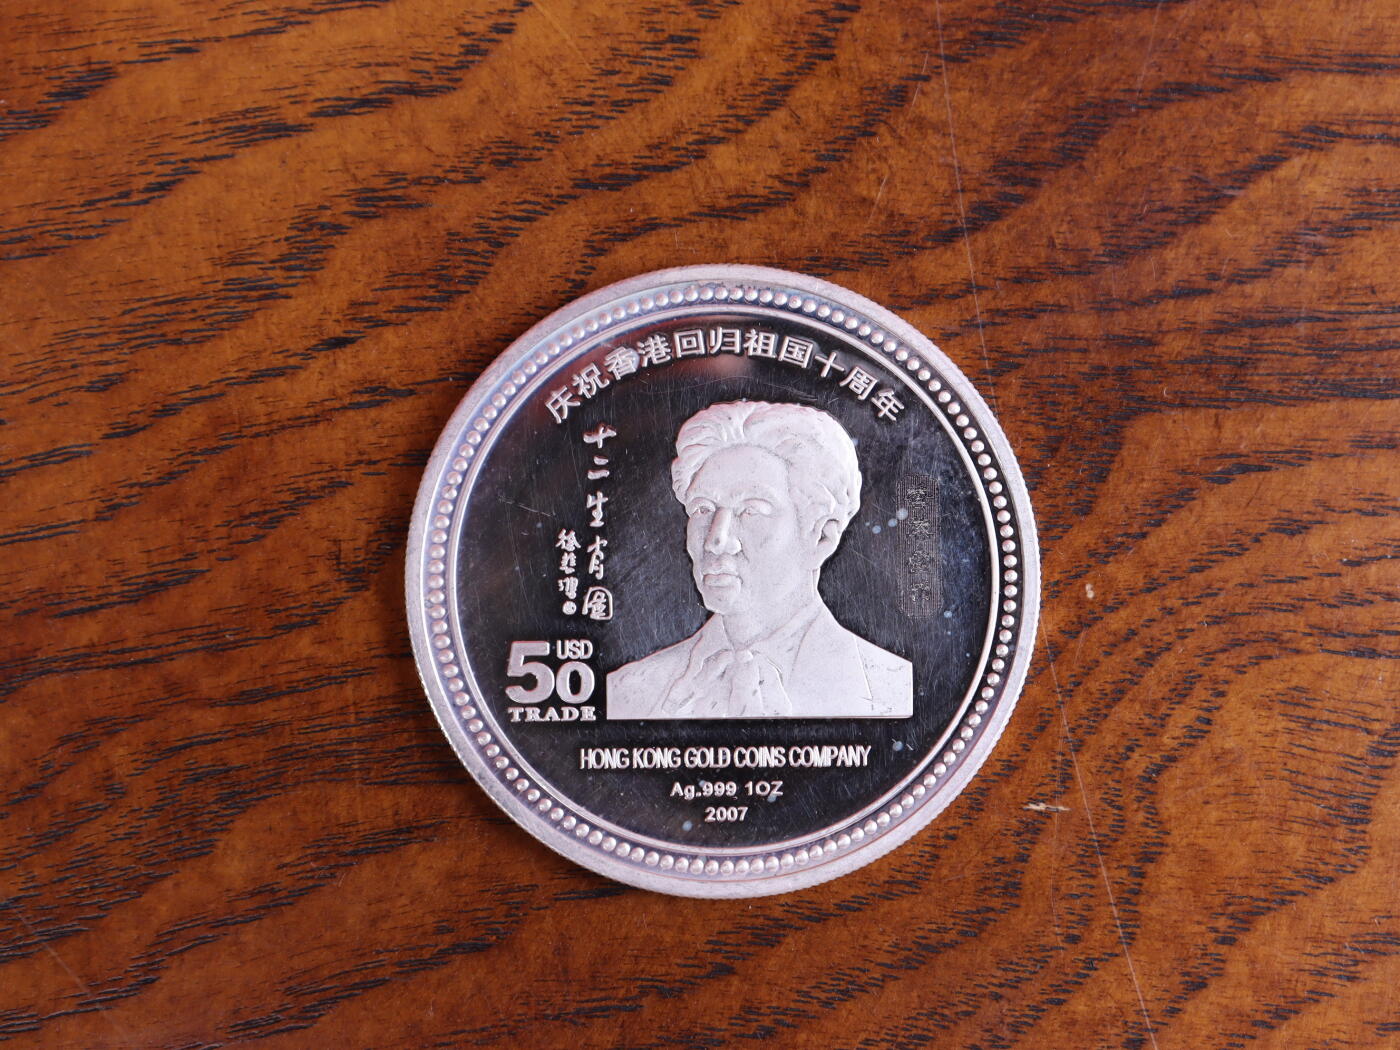 庆祝香港回归祖国十周年
十二生肖圖
徐悲鸿
50 USD
TRADE
HONG KONG GOLD COINS COMPANY
Ag.999 1OZ
2007